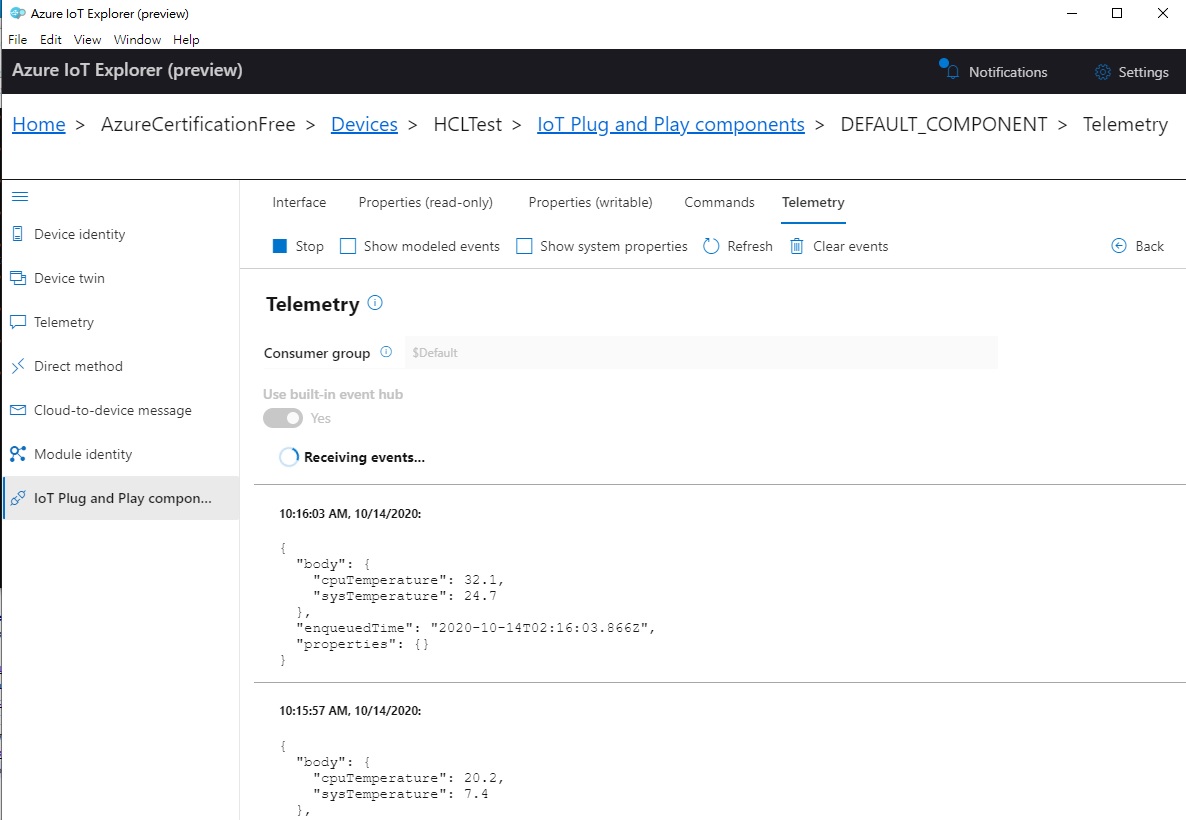 Azure IoT Explorer (preview)
File Edit View Window Help
Azure IoT Explorer (preview)
Notifications
Settings
Home > AzureCertificationFree > Devices > HCLTest > IoT Plug and Play components > DEFAULT_COMPONENT > Telemetry
Device identity
Device twin
Telemetry
Direct method
Cloud-to-device message
Module identity
IoT Plug and Play compon...
Interface Properties (read-only) Properties (writable) Commands Telemetry
Stop Show modeled events Show system properties Refresh Clear events Back
Telemetry
Consumer group $Default
Use built-in event hub
Yes
Receiving events...
10:16:03 AM, 10/14/2020:
{
"body": {
"cpuTemperature": 32.1,
"sysTemperature": 24.7
},
"enqueuedTime": "2020-10-14T02:16:03.866Z",
"properties": {}
}
10:15:57 AM, 10/14/2020:
{
"body": {
"cpuTemperature": 20.2,
"sysTemperature": 7.4
},